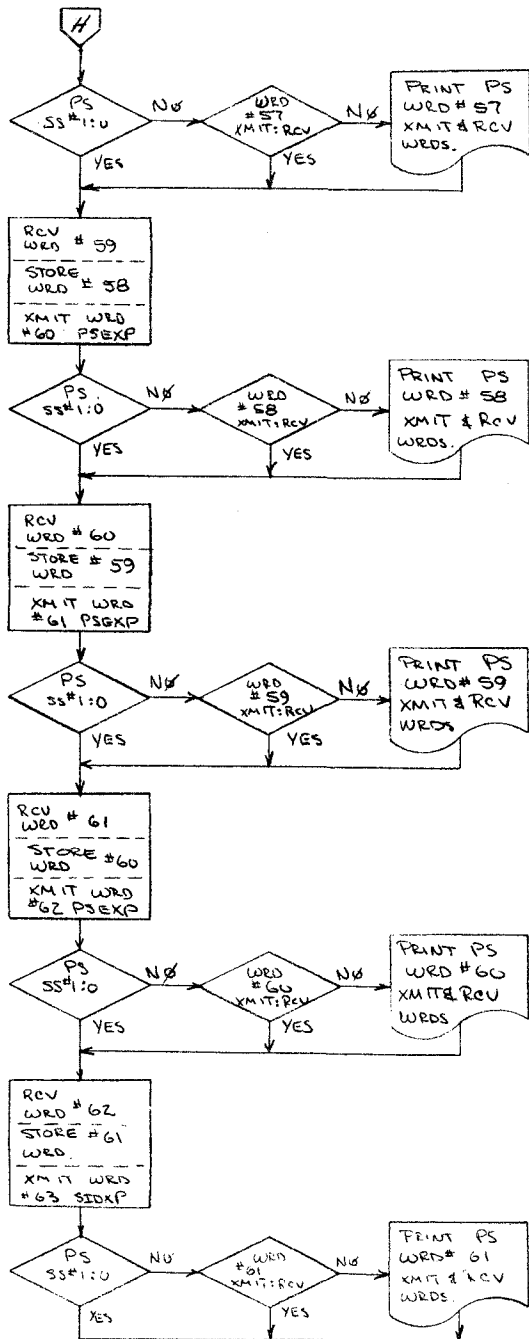 H
PS
SS#1:0
NØ
WRD
#57
XMIT:RCV
NØ
PRINT PS
WRD# 57
XMIT & RCV
WRDS.
YES
YES
RCV
WRD # 59
STORE
WRD # 58
XMIT WRD
#60 PSEXP
PS
SS#1:0
NØ
WRD
#58
XMIT:RCV
NØ
PRINT PS
WRD # 58
XMIT & RCV
WRDS.
YES
YES
RCV
WRD # 60
STORE # 59
WRD
XMIT WRD
#61 PSEXP
PS
SS#1:0
NØ
WRD
#59
XMIT:RCV
NØ
PRINT PS
WRD# 59
XMIT & RCV
WRDS
YES
YES
RCV
WRD # 61
STORE #60
WRD
XMIT WRD
#62 PSEXP
PS
SS#1:0
NØ
WRD
#60
XMIT:RCV
NØ
PRINT PS
WRD #60
XMIT & RCV
WRDS
YES
YES
RCV
WRD # 62
STORE #61
WRD.
XMIT WRD
#63 SIDXP
PS
SS#1:0
NØ
WRD
#61
XMIT:RCV
NØ
PRINT PS
WRD# 61
XMIT & RCV
WRDS.
YES
YES